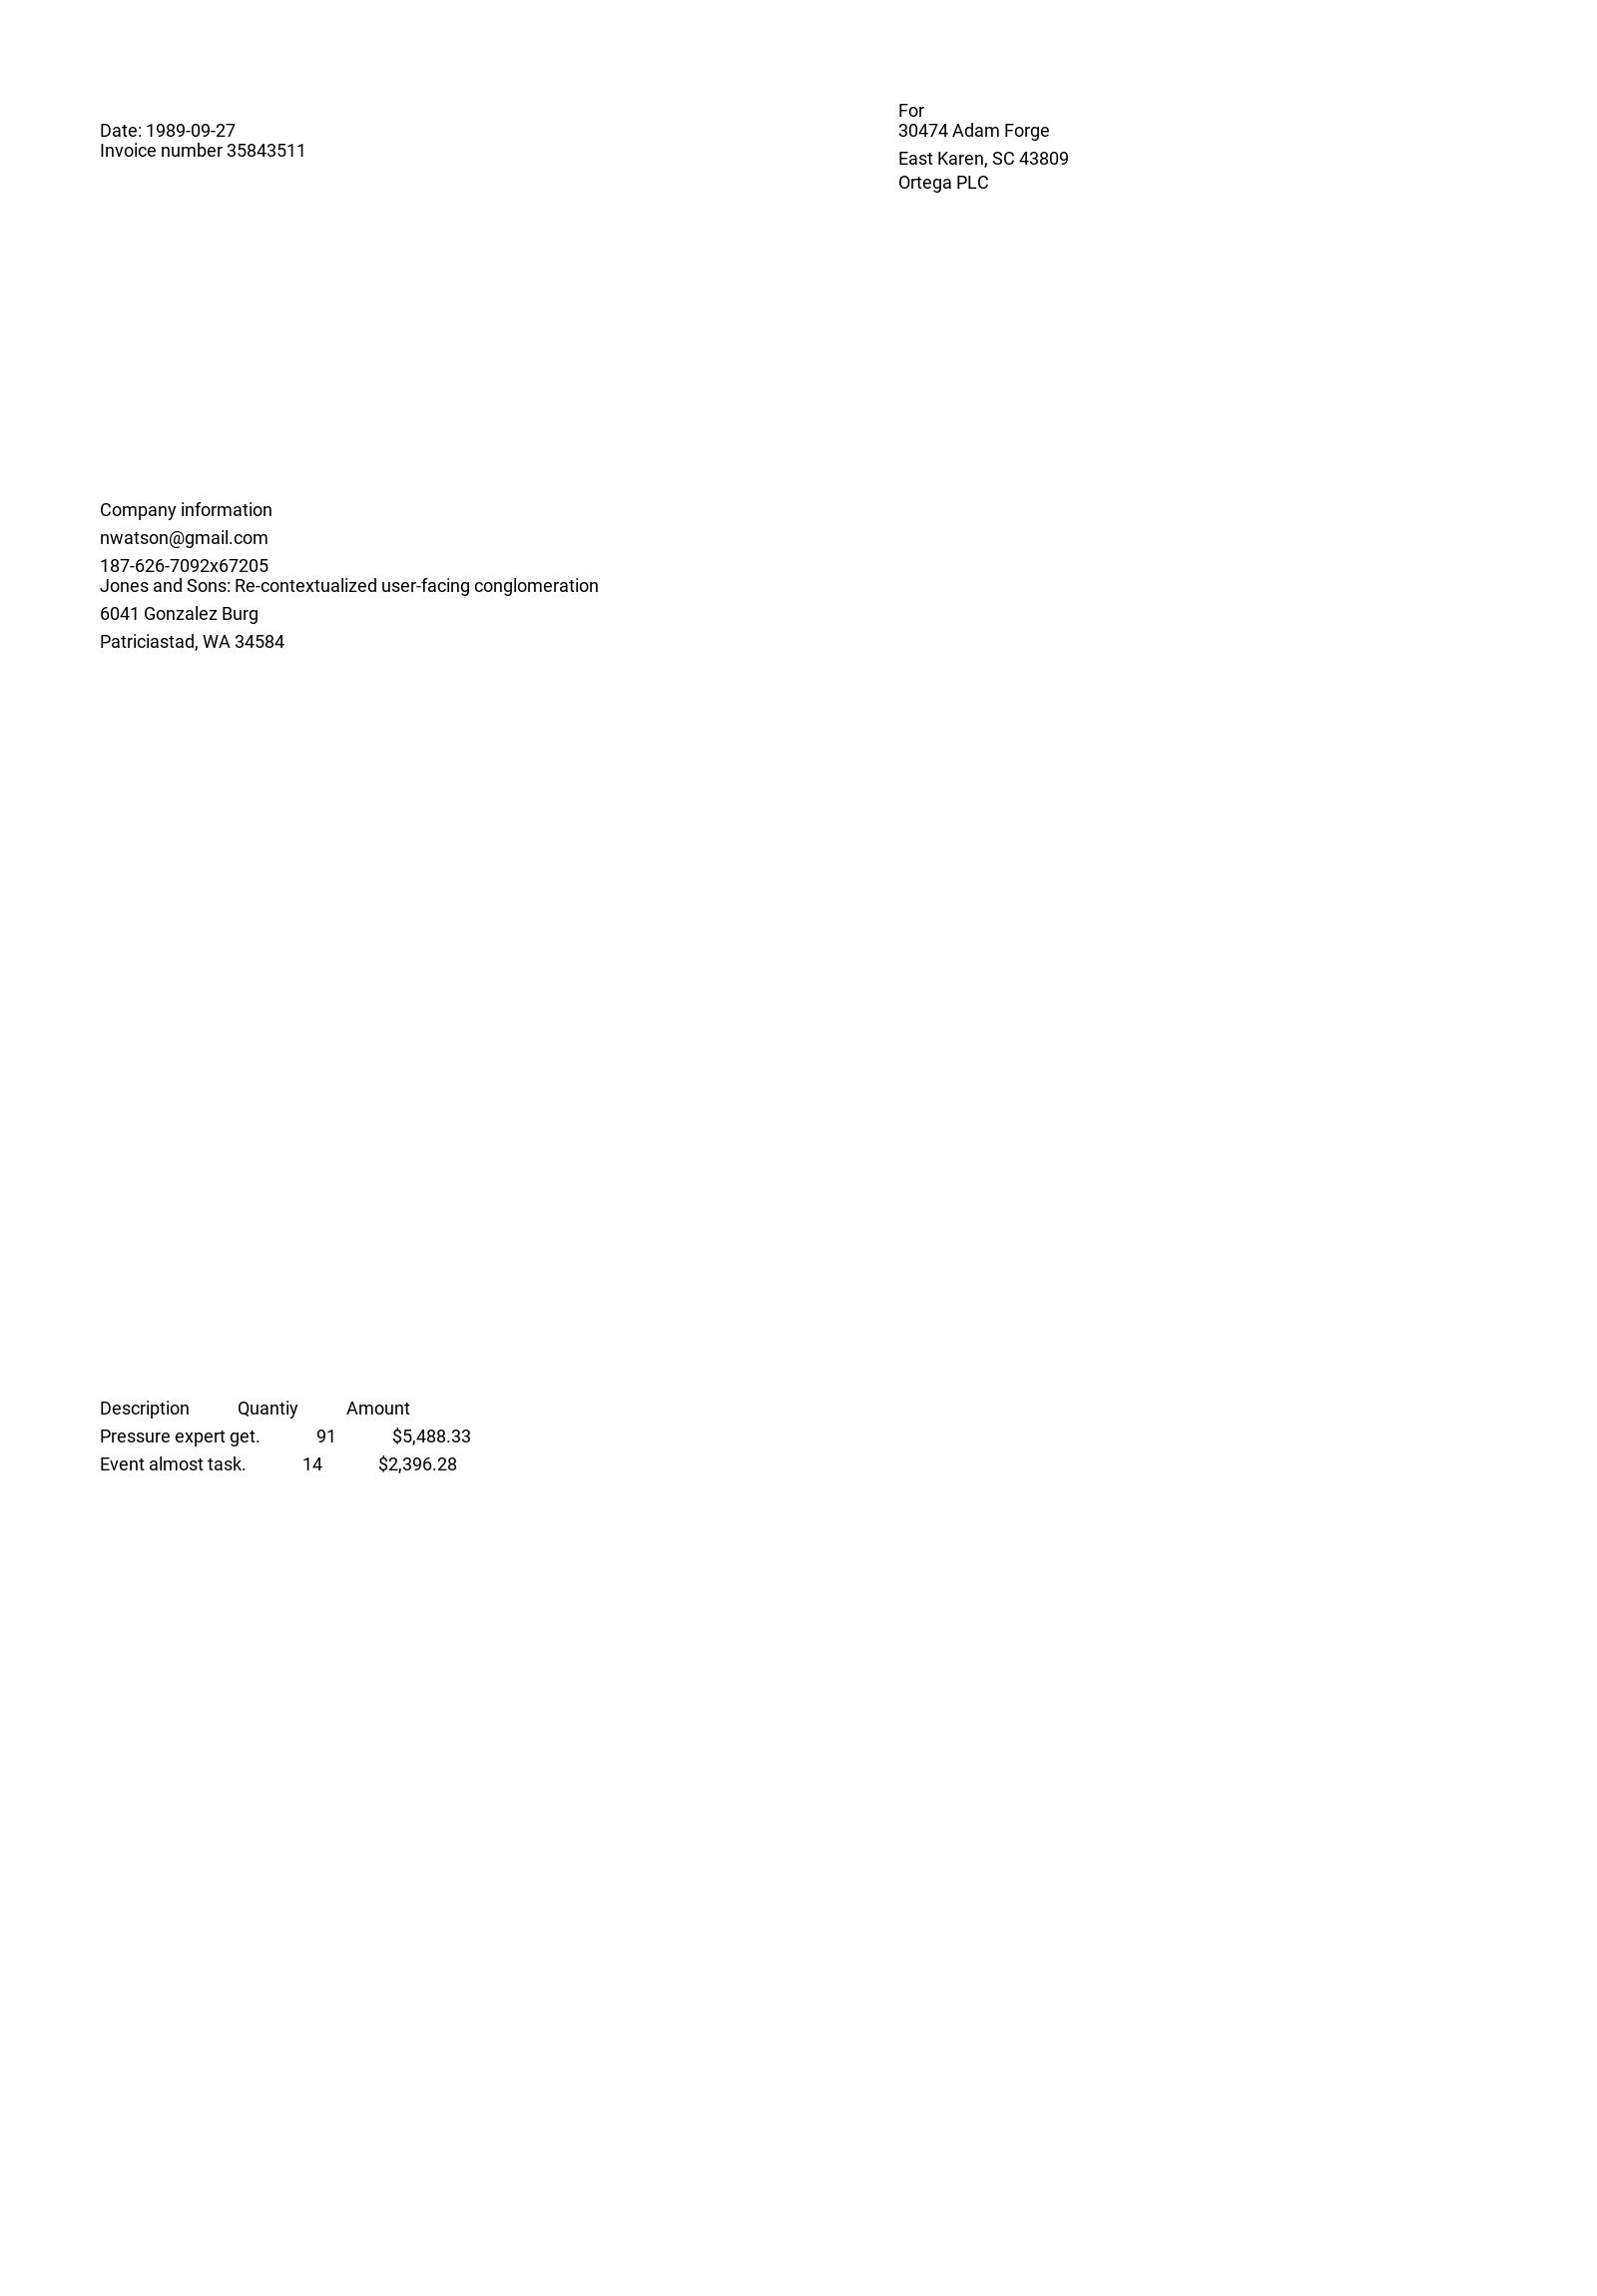 Date: 1989-09-27
Invoice number 35843511
For
30474 Adam Forge
East Karen, SC 43809
Ortega PLC
Company information
nwatson@gmail.com
187-626-7092x67205
Jones and Sons: Re-contextualized user-facing conglomeration
6041 Gonzalez Burg
Patriciastad, WA 34584
Description Quantiy Amount
Pressure expert get. 91 $5,488.33
Event almost task. 14 $2,396.28